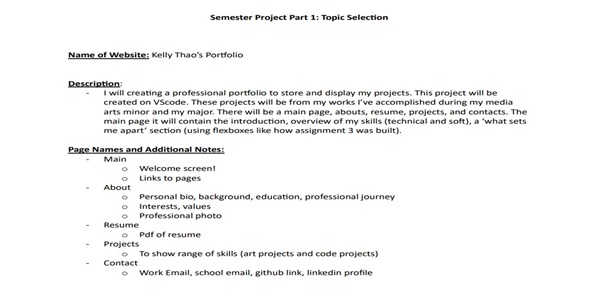 Semester Project Part 1: Topic Selection
Name of Website: Kelly Thao's Portfolio
Description:
- I will creating a professional portfolio to store and display my projects. This project will be
created on VScode. These projects will be from my works I've accomplished during my media
arts minor and my major. There will be a main page, abouts, resume, projects, and contacts. The
main page it will contain the introduction, overview of my skills (technical and soft), a 'what sets
me apart' section (using flexboxes like how assignment 3 was built).
Page Names and Additional Notes:
- Main
o Welcome screen!
o Links to pages
- About
o Personal bio, background, education, professional journey
o Interests, values
o Professional photo
- Resume
o Pdf of resume
- Projects
o To show range of skills (art projects and code projects)
- Contact
o Work Email, school email, github link, linkedin profile